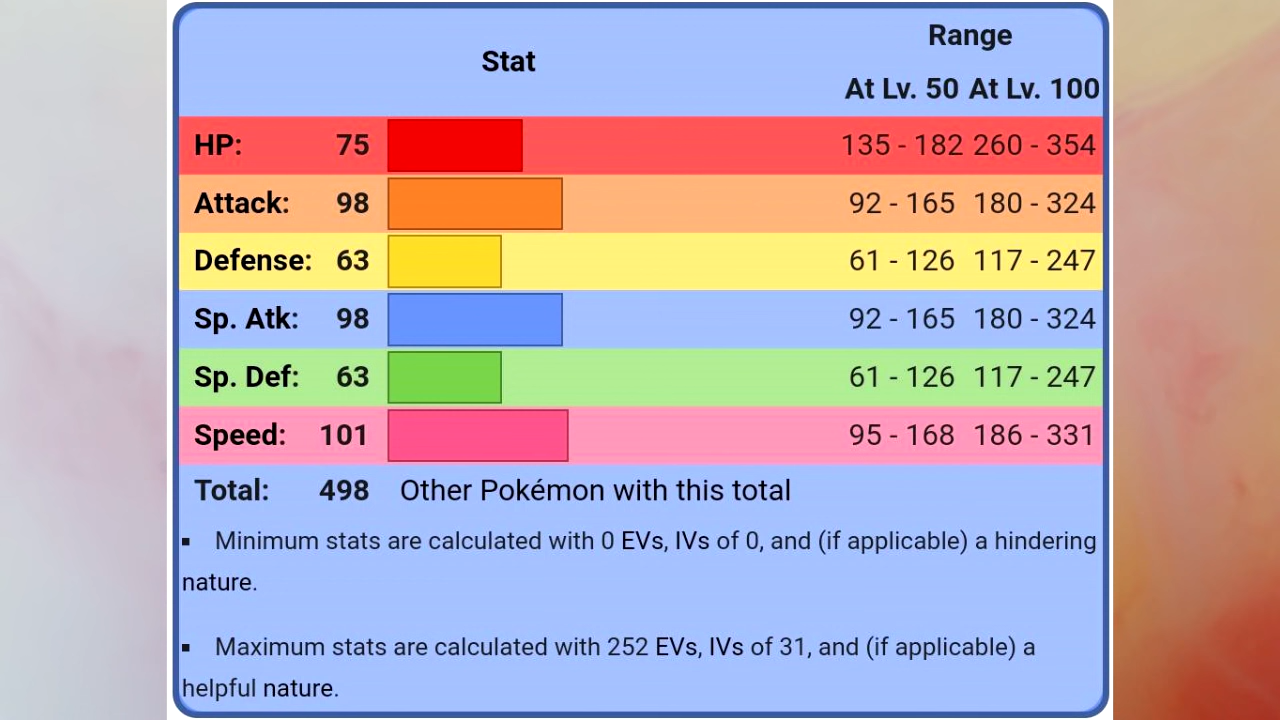 Range
Stat
At Lv. 50 At Lv. 100
HP: 75 135 - 182 260 - 354
Attack: 98 92 - 165 180 - 324
Defense: 63 61 - 126 117 - 247
Sp. Atk: 98 92 - 165 180 - 324
Sp. Def: 63 61 - 126 117 - 247
Speed: 101 95 - 168 186 - 331
Total: 498 Other Pokémon with this total
▪ Minimum stats are calculated with 0 EVs, IVs of 0, and (if applicable) a hindering
nature.
▪ Maximum stats are calculated with 252 EVs, IVs of 31, and (if applicable) a
helpful nature.